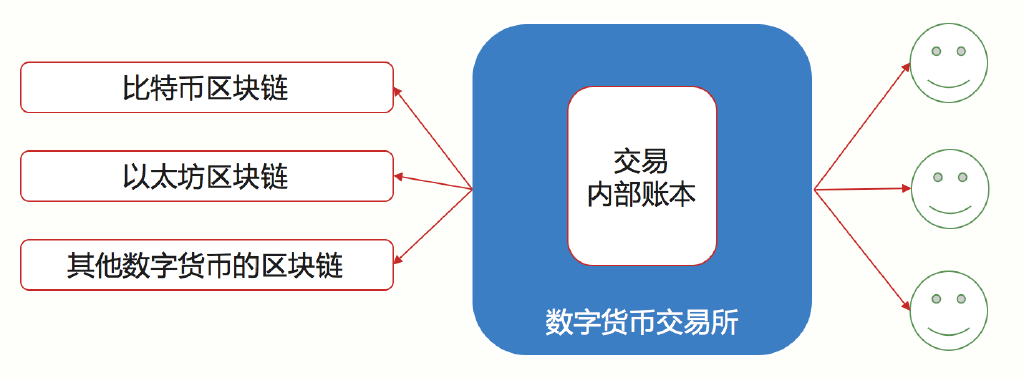 比特币区块链
以太坊区块链
其他数字货币的区块链
交易
内部账本
数字货币交易所